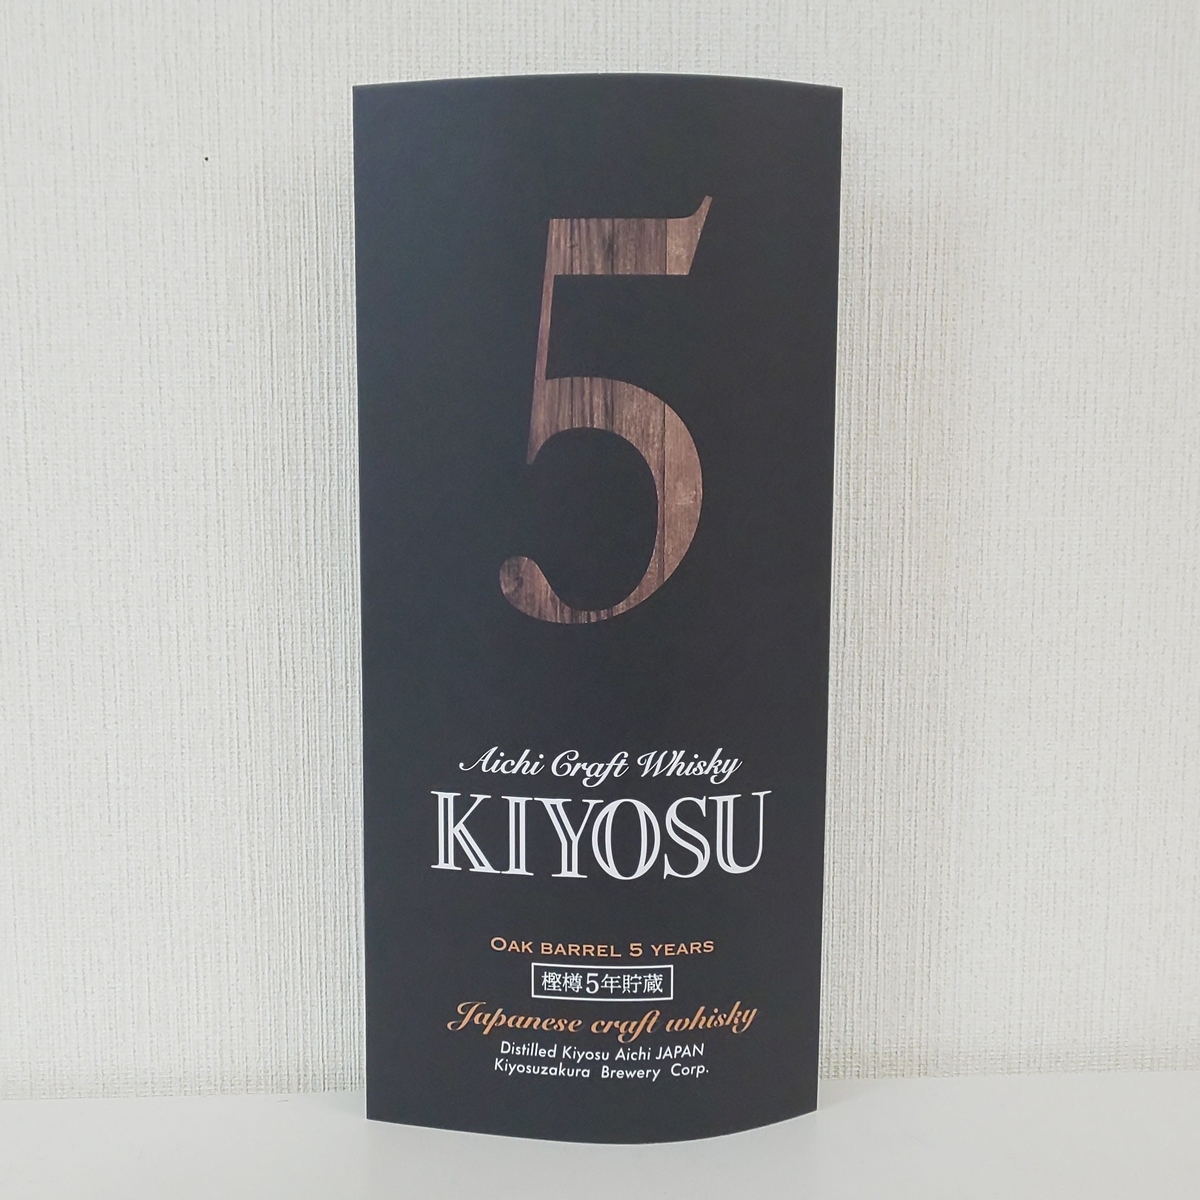 5
Aichi Craft Whisky
KIYOSU
OAK BARREL 5 YEARS
樫樽5年貯蔵
Japanese craft whisky
Distilled Kiyosu Aichi JAPAN
Kiyosuzakura Brewery Corp.